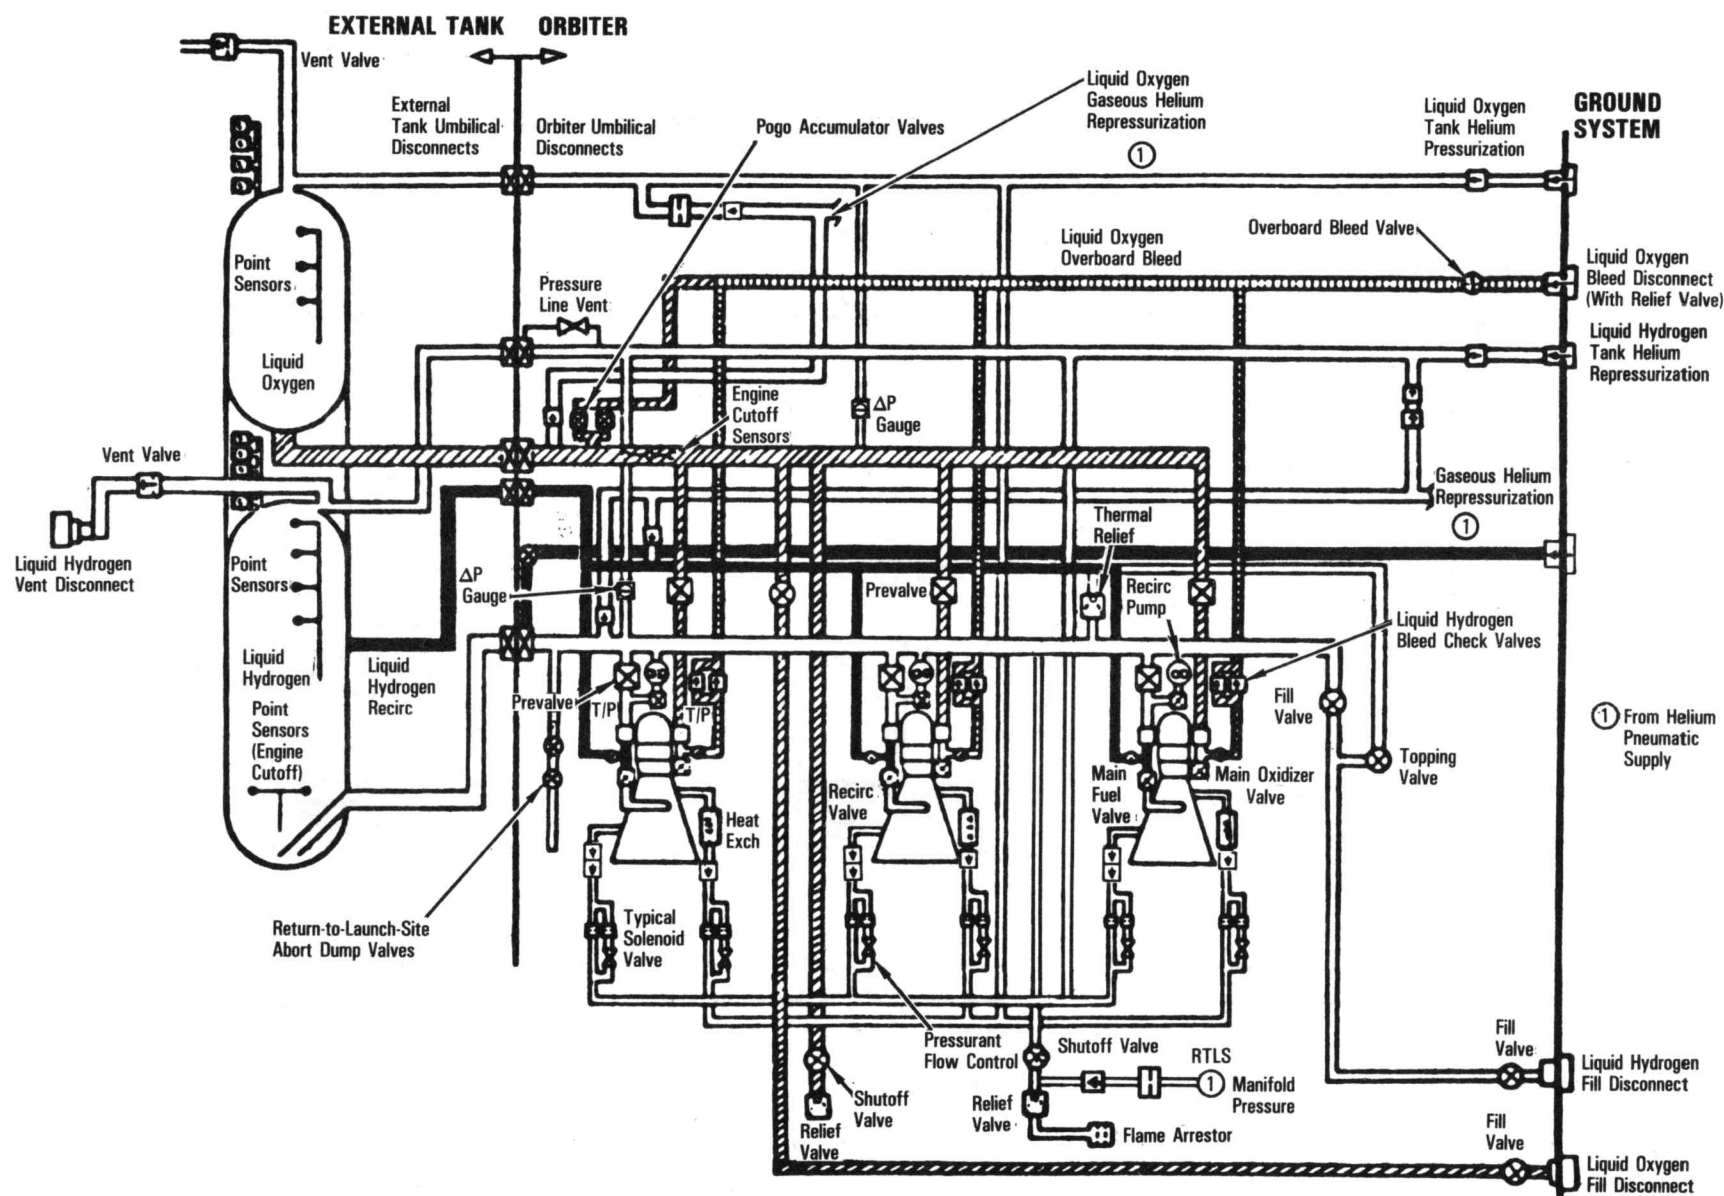 EXTERNAL TANK
ORBITER
Vent Valve
External
Tank Umbilical
Disconnects
Orbiter Umbilical
Disconnects
Pogo Accumulator Valves
Liquid Oxygen
Gaseous Helium
Repressurization
1
Liquid Oxygen
Tank Helium
Pressurization
GROUND
SYSTEM
Point
Sensors
Liquid
Oxygen
Pressure
Line Vent
Liquid Oxygen
Overboard Bleed
Overboard Bleed Valve
Liquid Oxygen
Bleed Disconnect
(With Relief Valve)
Liquid Hydrogen
Tank Helium
Repressurization
Engine
Cutoff
Sensors
ΔP
Gauge
Vent Valve
Liquid Hydrogen
Vent Disconnect
Gaseous Helium
Repressurization
1
Thermal
Relief
Point
Sensors
ΔP
Gauge
Prevalve
Recirc
Pump
Liquid Hydrogen
Bleed Check Valves
Liquid
Hydrogen
Liquid
Hydrogen
Recirc
Prevalve
T/P
T/P
Fill
Valve
Point
Sensors
(Engine
Cutoff)
1 From Helium
Pneumatic
Supply
Topping
Valve
Recirc
Valve
Main
Fuel
Valve
Main Oxidizer
Valve
Heat
Exch
Return-to-Launch-Site
Abort Dump Valves
Typical
Solenoid
Valve
Pressurant
Flow Control
Shutoff Valve
RTLS
1 Manifold
Pressure
Fill
Valve
Liquid Hydrogen
Fill Disconnect
Shutoff
Valve
Relief
Valve
Relief
Valve
Flame Arrestor
Fill
Valve
Liquid Oxygen
Fill Disconnect